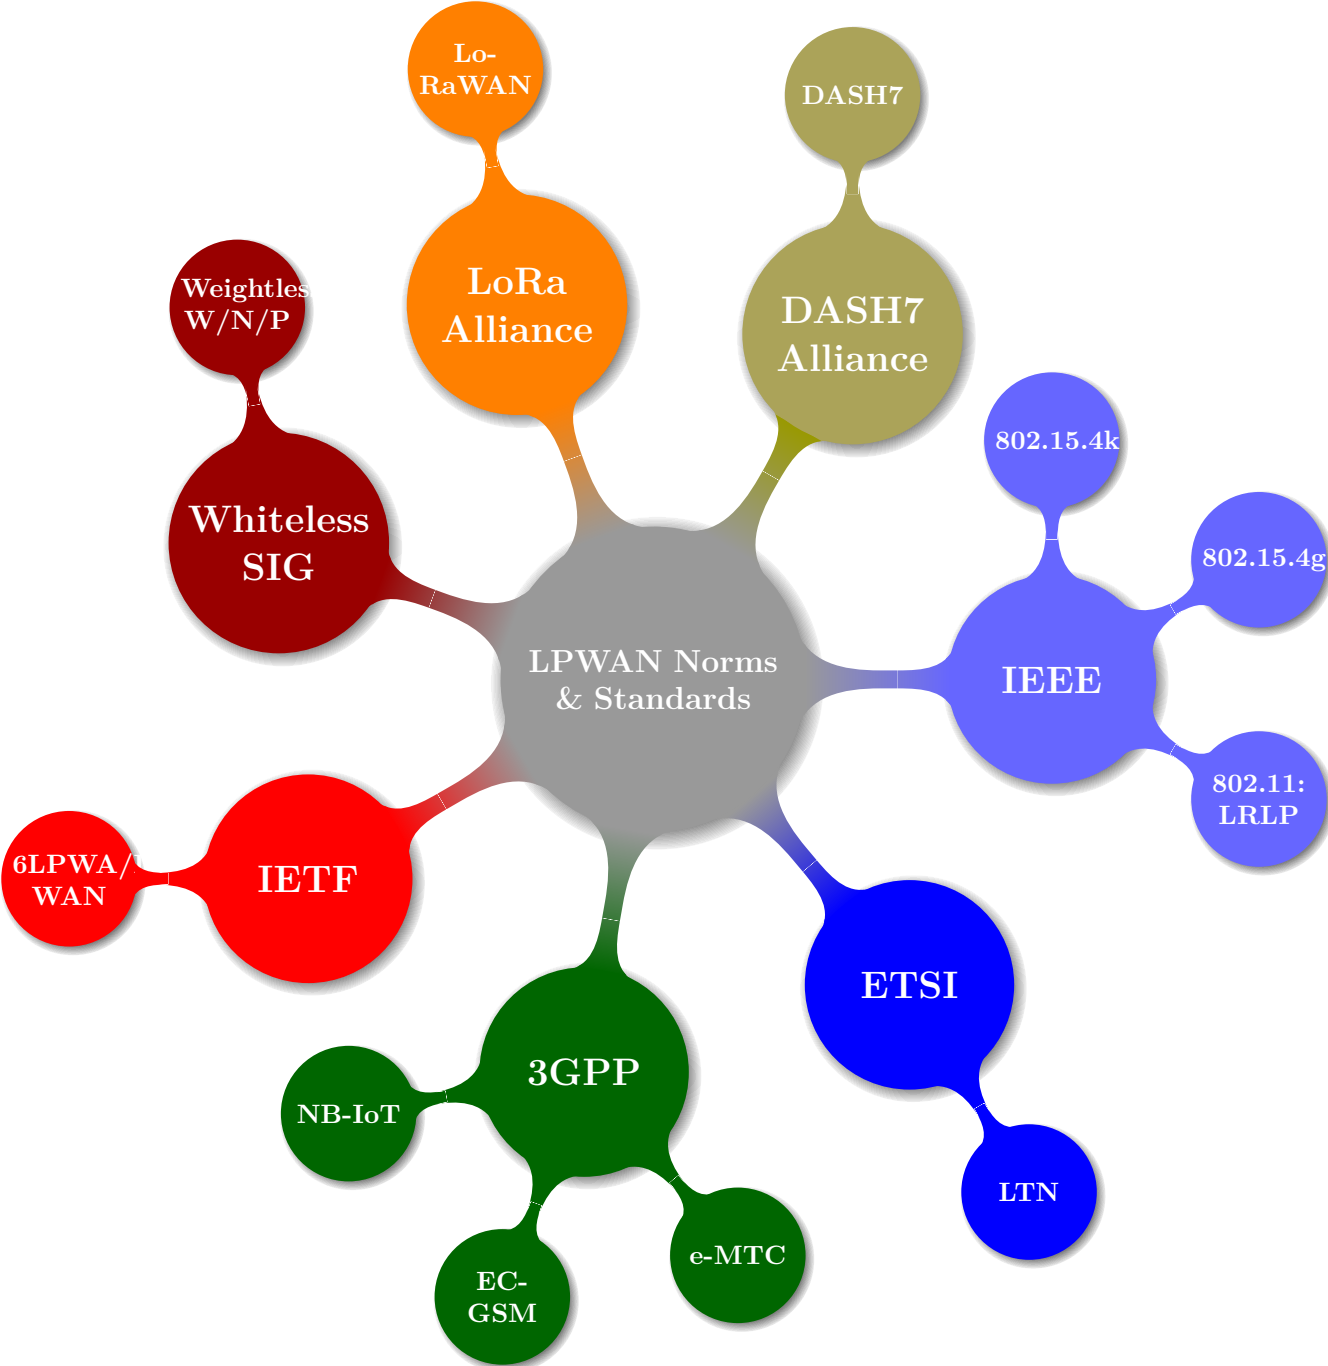 Lo-
RaWAN
DASH7
LoRa
Alliance
DASH7
Alliance
Weightles
W/N/P
802.15.4k
Whiteless
SIG
802.15.4g
LPWAN Norms
& Standards
IEEE
802.11:
LRLP
6LPWA/
WAN
IETF
ETSI
3GPP
NB-IoT
LTN
e-MTC
EC-
GSM